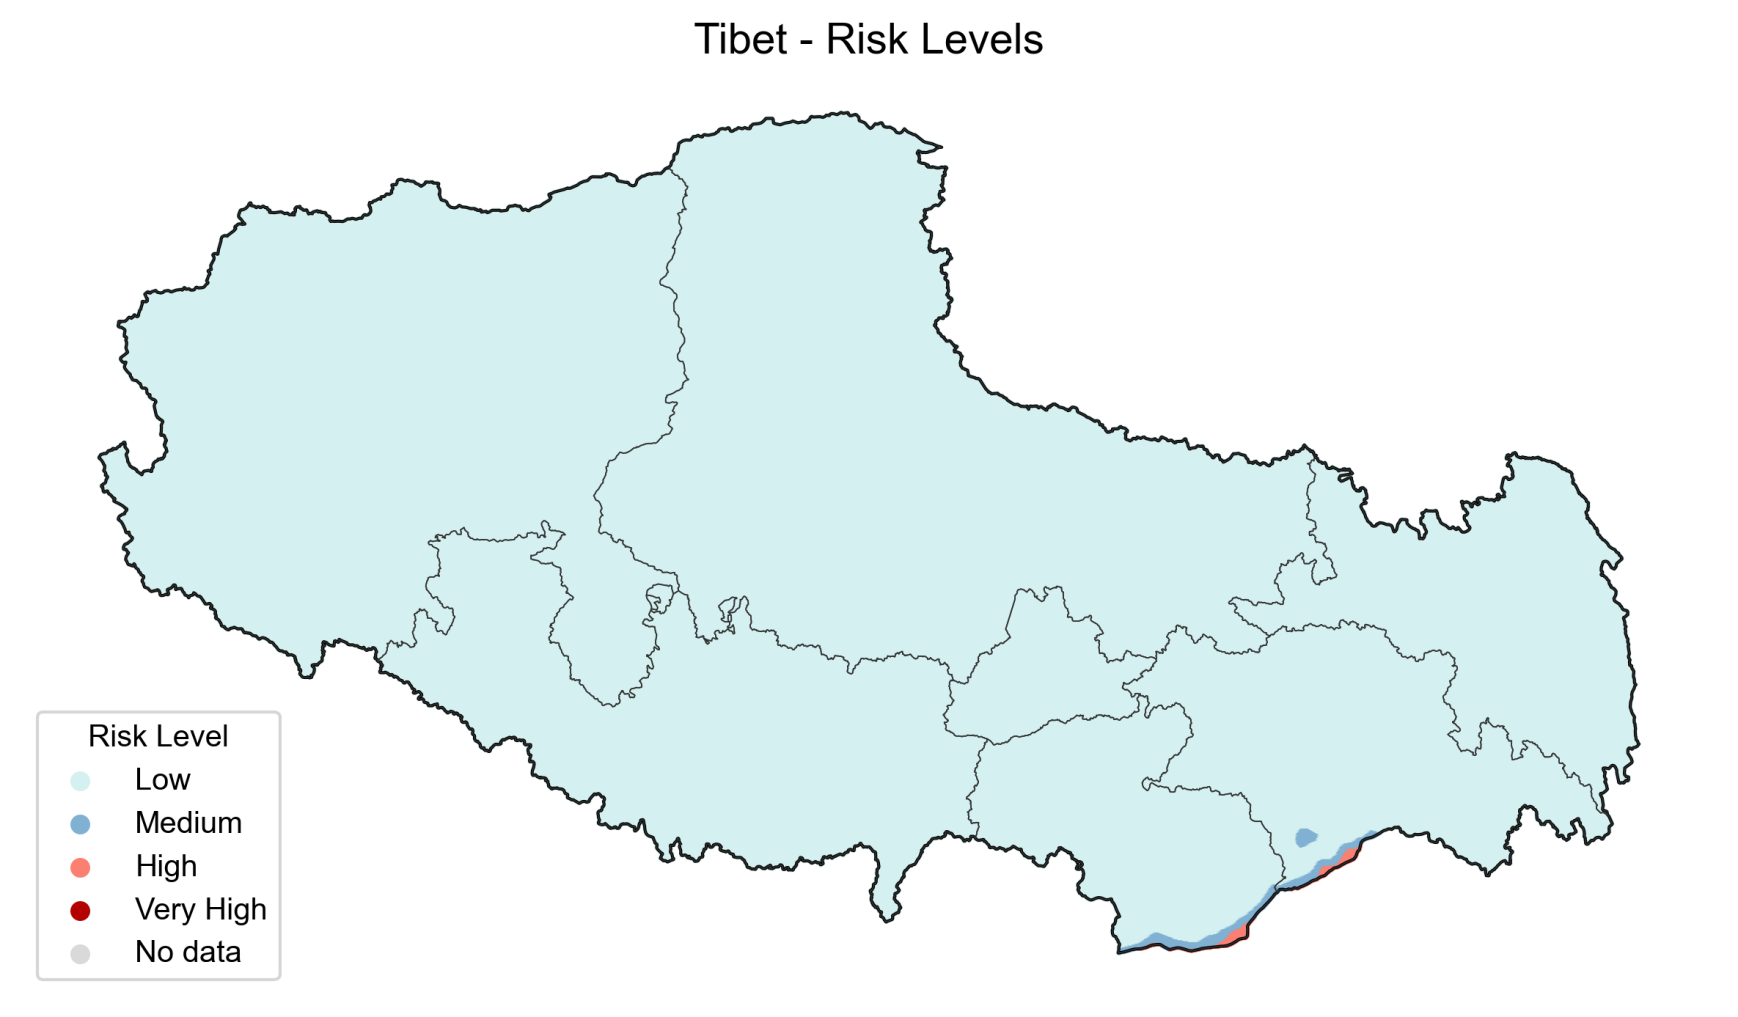 Tibet - Risk Levels
Risk Level
Low
Medium
High
Very High
No data